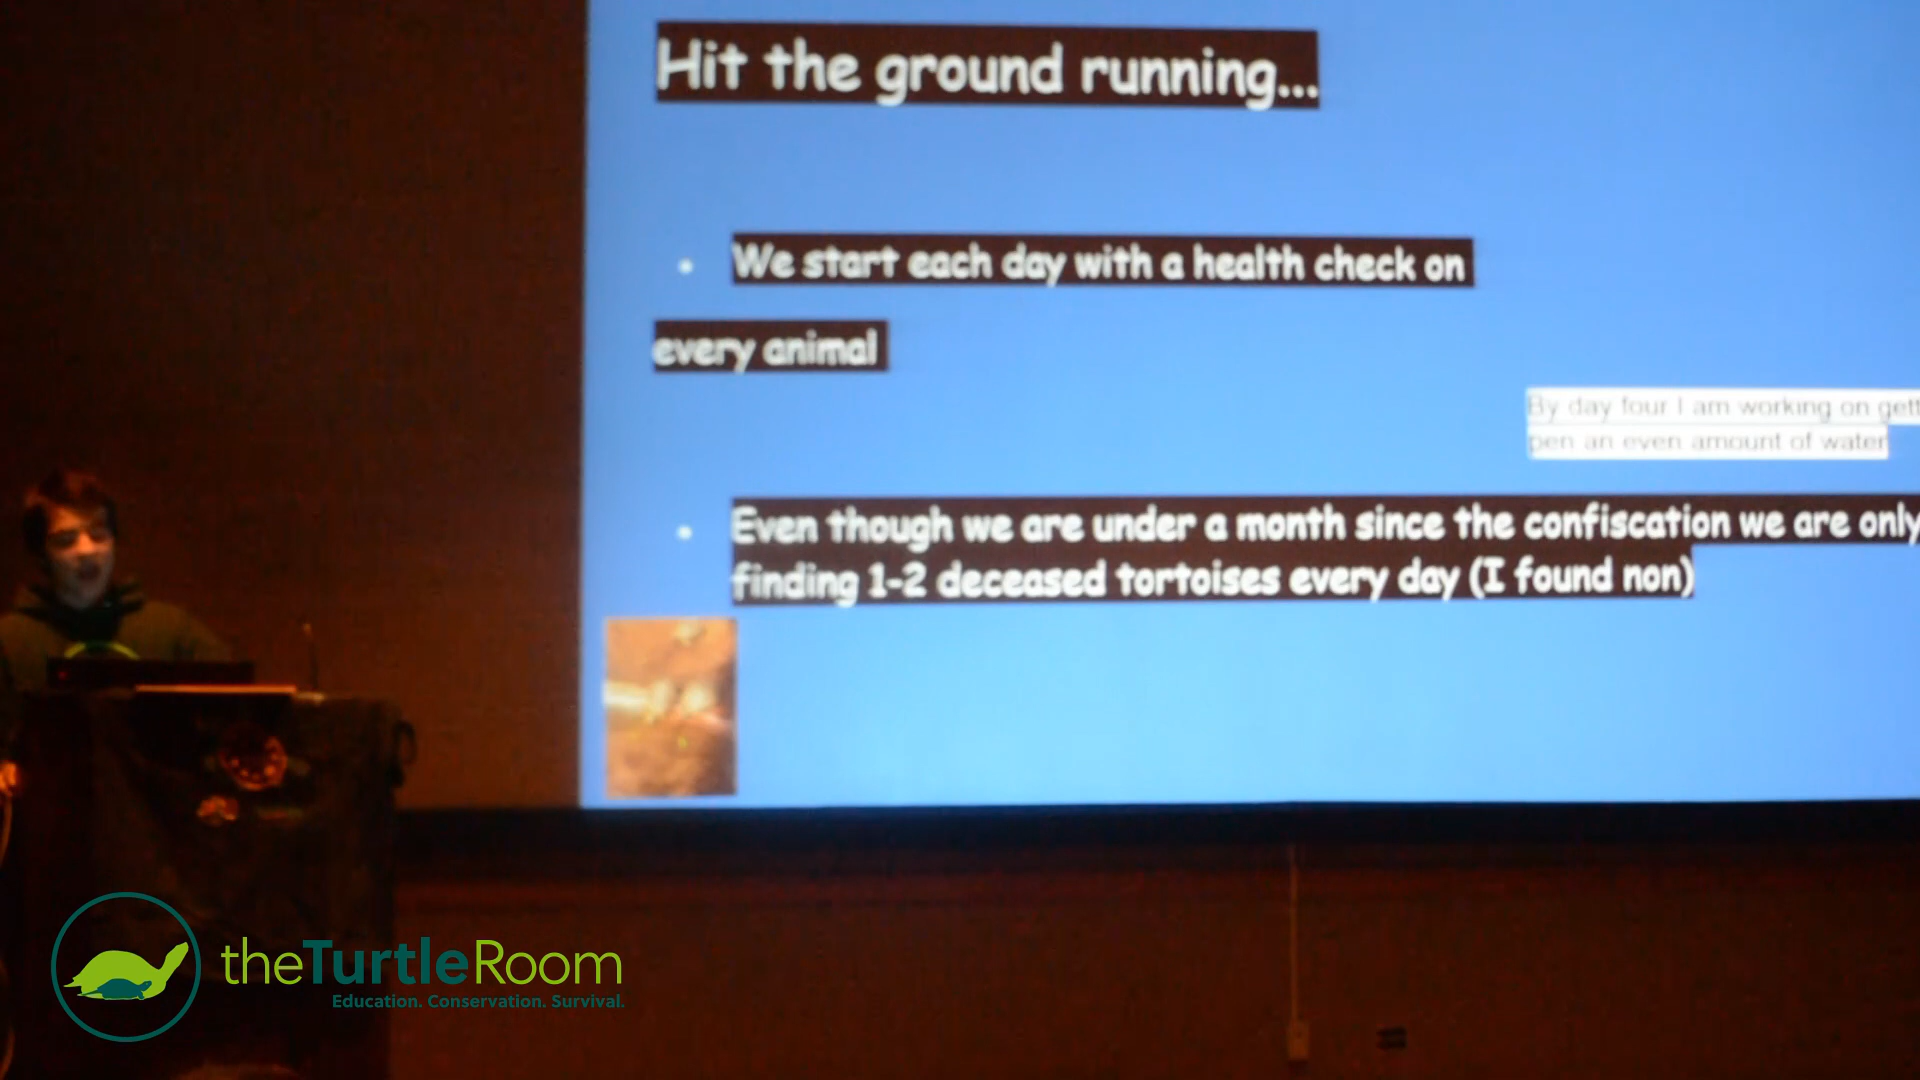 Hit the ground running...
• We start each day with a health check on
every animal
By day four I am working on gett
pen an even amount of water
• Even though we are under a month since the confiscation we are only
finding 1-2 deceased tortoises every day (I found non)
theTurtleRoom
Education. Conservation. Survival.